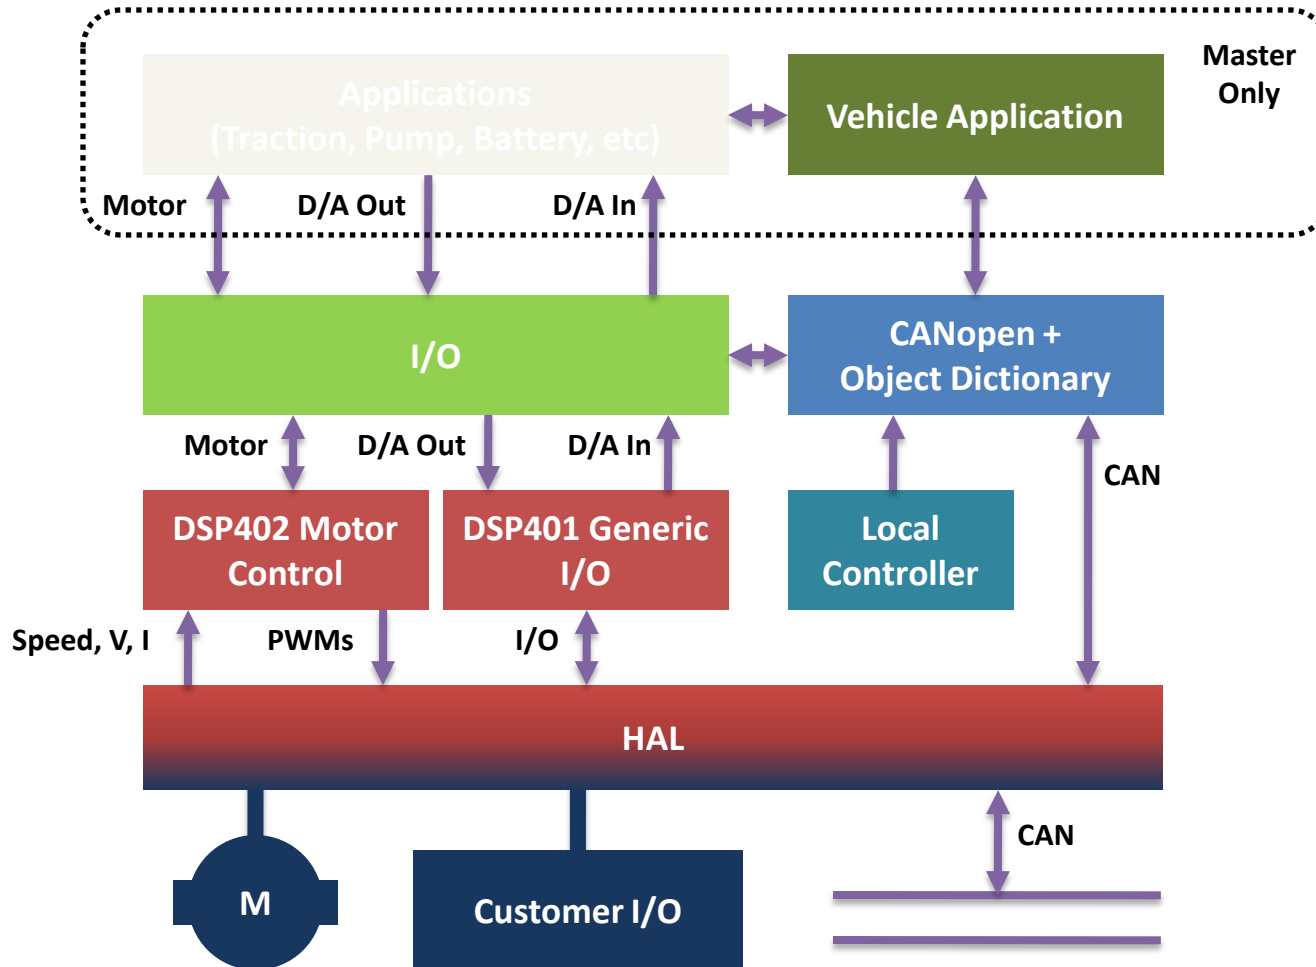 Master
Only
Applications
(Traction, Pump, Battery, etc)
Vehicle Application
Motor
D/A Out
D/A In
I/O
CANopen +
Object Dictionary
Motor
D/A Out
D/A In
CAN
DSP402 Motor
Control
DSP401 Generic
I/O
Local
Controller
Speed, V, I
PWMs
I/O
HAL
CAN
M
Customer I/O